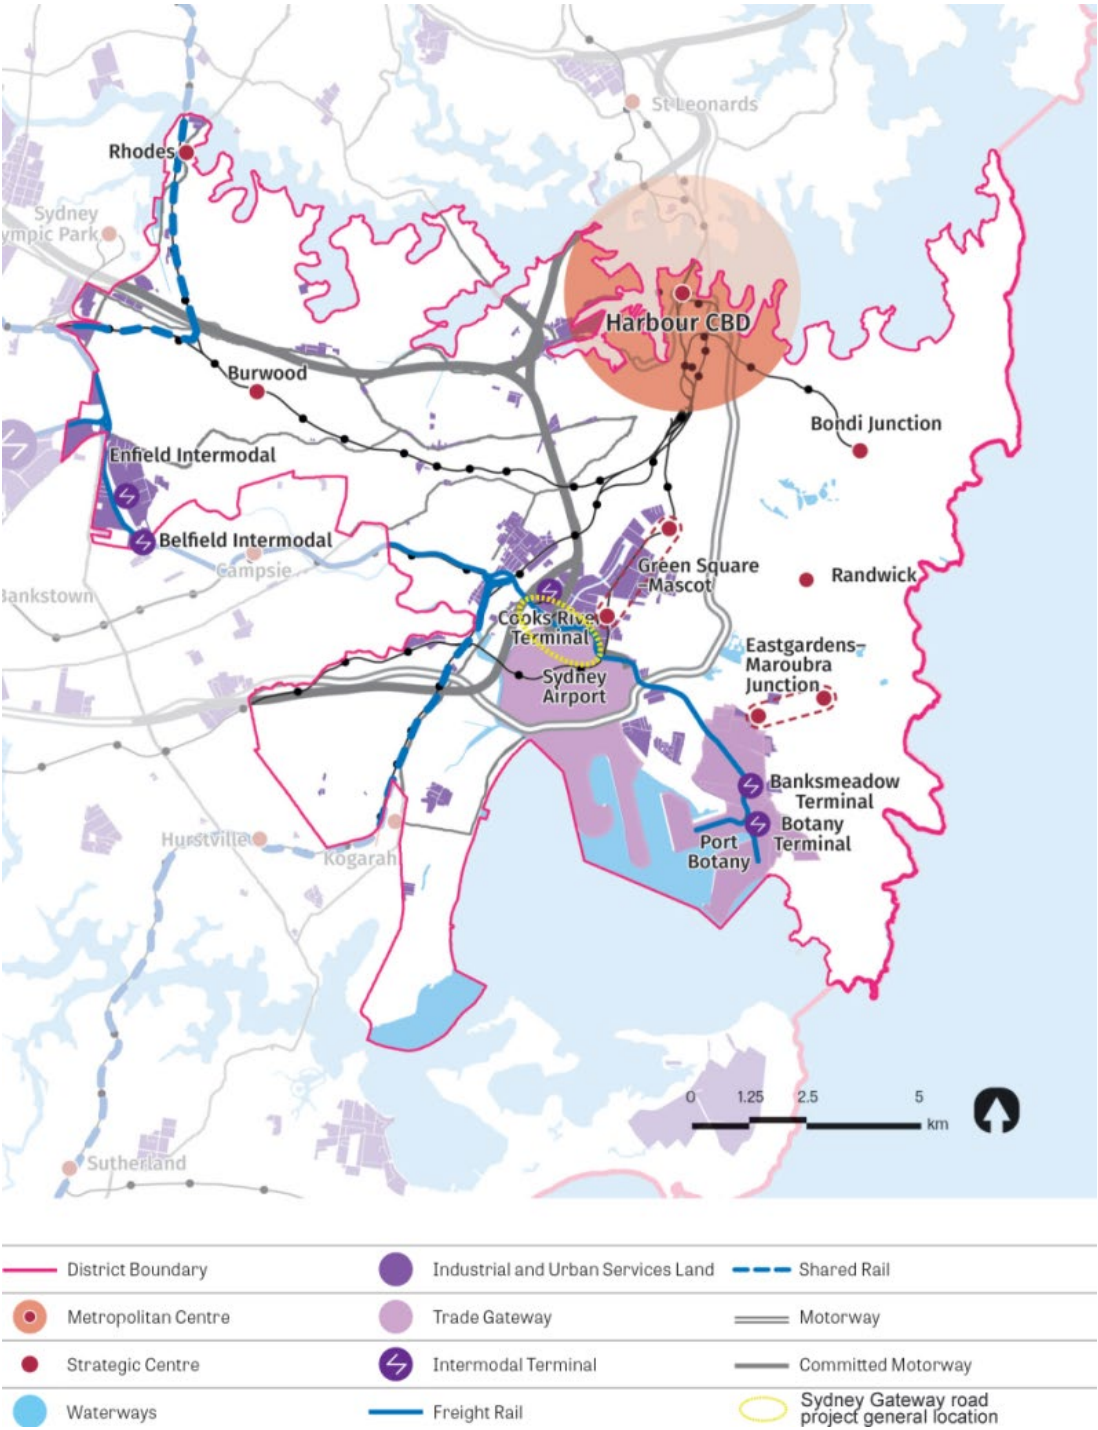 St Leonards
Rhodes
Sydney
ympic Park
Harbour CBD
Burwood
Bondi Junction
Enfield Intermodal
Belfield Intermodal
Campsie
Bankstown
Green Square
–Mascot
Randwick
Cooks River
Terminal
Sydney
Airport
Eastgardens–
Maroubra
Junction
Banksmeadow
Terminal
Botany
Terminal
Port
Botany
Hurstville
Kogarah
Sutherland
0 1.25 2.5 5
km
District Boundary
Industrial and Urban Services Land
Shared Rail
Metropolitan Centre
Trade Gateway
Motorway
Strategic Centre
Intermodal Terminal
Committed Motorway
Waterways
Freight Rail
Sydney Gateway road
project general location